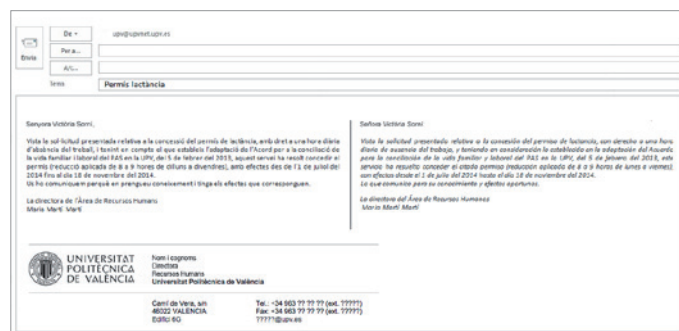 De
upv@upvnet.upv.es
Envia
Per a...
A/c...
Tema
Permís lactància
Senyora Victòria Sorni,
Vista la sol·licitud presentada relativa a la concessió del permís de lactància, amb dret a una hora diària
d'absència del treball, i tenint en compte el que estableix l'adaptació de l'Acord per a la conciliació de
la vida familiar i laboral del PAS en la UPV, del 5 de febrer del 2013, aquest servei ha resolt concedir el
permís (reducció aplicada de 8 a 9 hores de dilluns a divendres), amb efectes des de l'1 de juliol del
2014 fins al dia 18 de novembre del 2014.
Us ho comuniquem perquè en prengueu coneixement i tinga els efectes que corresponguen.
La directora de l'Àrea de Recursos Humans
Maria Martí Martí
Señora Victòria Sorni,
Vista la solicitud presentada relativa a la concesión del permiso de lactancia, con derecho a una hora
diaria de ausencia del trabajo, y teniendo en consideración lo establecido en la adaptación del Acuerdo
para la conciliación de la vida familiar y laboral del PAS en la UPV, del 5 de febrero del 2013, este
servicio ha resuelto conceder el citado permiso (reducción aplicada de 8 a 9 horas de lunes a viernes),
con efectos desde el 1 de julio del 2014 hasta el día 18 de noviembre del 2014.
Lo que comunico para su conocimiento y efectos oportunos.
La directora del Área de Recursos Humanos
Maria Martí Martí
UNIVERSITAT
POLITÈCNICA
DE VALÈNCIA
Nom i cognoms
Directora
Recursos Humans
Universitat Politècnica de València
Camí de Vera, s/n
46022 VALENCIA
Edifici 6G
Tel.: +34 963 ?? ?? ?? (ext. ?????)
Fax: +34 963 ?? ?? ?? (ext. ?????)
?????@upv.es